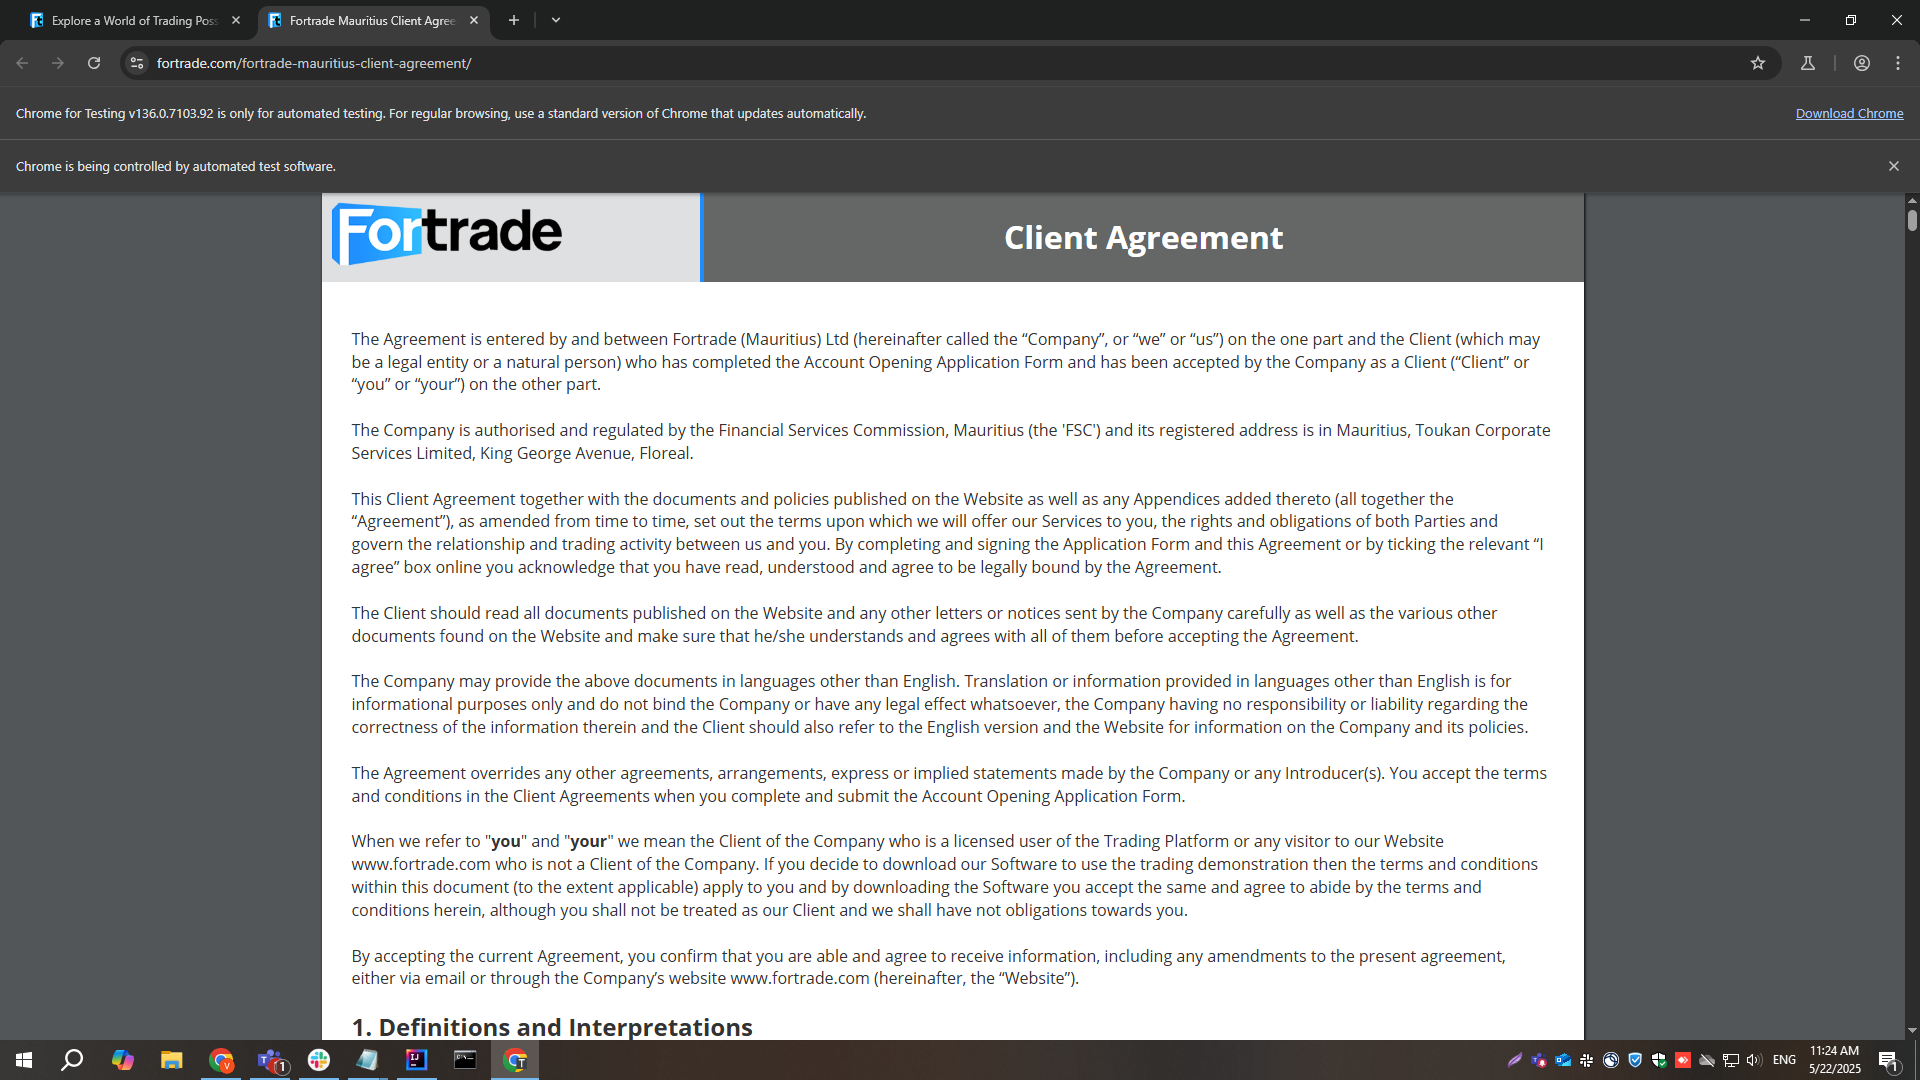 Explore a World of Trading Poss
Fortrade Mauritius Client Agree
fortrade.com/fortrade-mauritius-client-agreement/
Chrome for Testing v136.0.7103.92 is only for automated testing. For regular browsing, use a standard version of Chrome that updates automatically.
Download Chrome
Chrome is being controlled by automated test software.
Fortrade
Client Agreement
The Agreement is entered by and between Fortrade (Mauritius) Ltd (hereinafter called the “Company”, or “we” or “us”) on the one part and the Client (which may
be a legal entity or a natural person) who has completed the Account Opening Application Form and has been accepted by the Company as a Client (“Client” or
“you” or “your”) on the other part.
The Company is authorised and regulated by the Financial Services Commission, Mauritius (the 'FSC') and its registered address is in Mauritius, Toukan Corporate
Services Limited, King George Avenue, Floreal.
This Client Agreement together with the documents and policies published on the Website as well as any Appendices added thereto (all together the
“Agreement”), as amended from time to time, set out the terms upon which we will offer our Services to you, the rights and obligations of both Parties and
govern the relationship and trading activity between us and you. By completing and signing the Application Form and this Agreement or by ticking the relevant “I
agree” box online you acknowledge that you have read, understood and agree to be legally bound by the Agreement.
The Client should read all documents published on the Website and any other letters or notices sent by the Company carefully as well as the various other
documents found on the Website and make sure that he/she understands and agrees with all of them before accepting the Agreement.
The Company may provide the above documents in languages other than English. Translation or information provided in languages other than English is for
informational purposes only and do not bind the Company or have any legal effect whatsoever, the Company having no responsibility or liability regarding the
correctness of the information therein and the Client should also refer to the English version and the Website for information on the Company and its policies.
The Agreement overrides any other agreements, arrangements, express or implied statements made by the Company or any Introducer(s). You accept the terms
and conditions in the Client Agreements when you complete and submit the Account Opening Application Form.
When we refer to "you" and "your" we mean the Client of the Company who is a licensed user of the Trading Platform or any visitor to our Website
www.fortrade.com who is not a Client of the Company. If you decide to download our Software to use the trading demonstration then the terms and conditions
within this document (to the extent applicable) apply to you and by downloading the Software you accept the same and agree to abide by the terms and
conditions herein, although you shall not be treated as our Client and we shall have not obligations towards you.
By accepting the current Agreement, you confirm that you are able and agree to receive information, including any amendments to the present agreement,
either via email or through the Company’s website www.fortrade.com (hereinafter, the “Website”).
1. Definitions and Interpretations
ENG
11:24 AM
5/22/2025